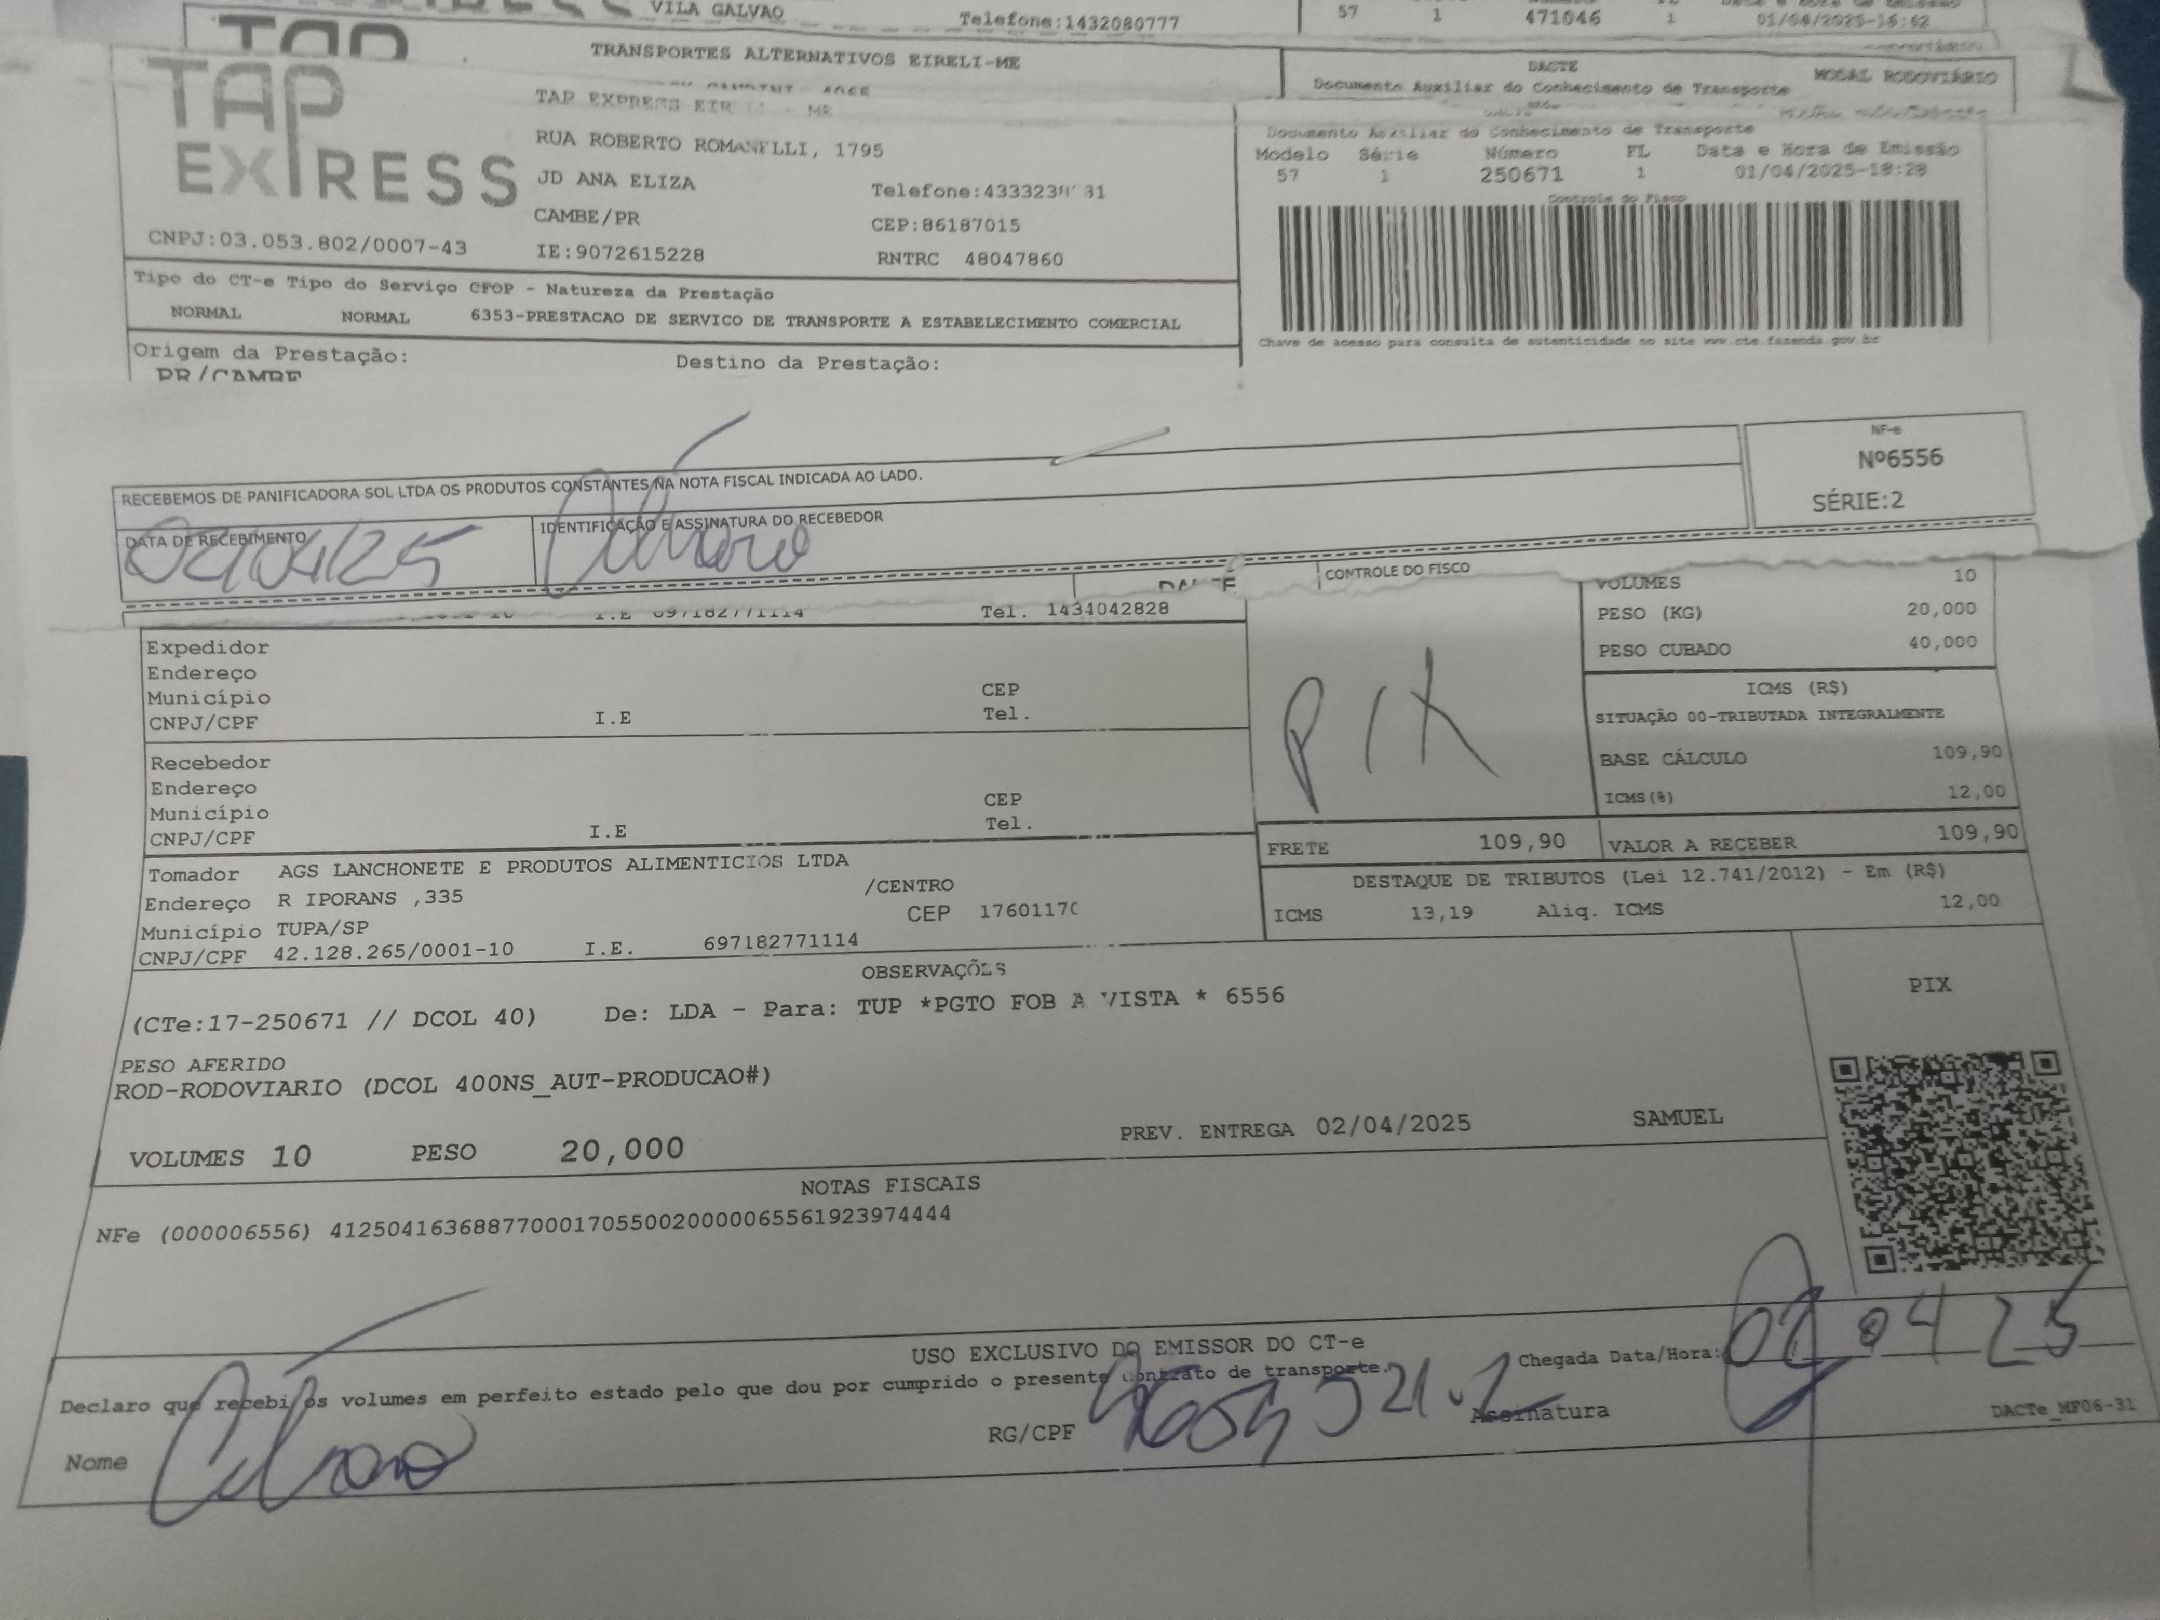 VILA GALVAO
Telefone:1432080777
57 1 471046 1 01/04/2025-16:42
TRANSPORTES ALTERNATIVOS EIRELI-ME
DACTE
MODAL RODOVIÁRIO
Documento Auxiliar do Conhecimento de Transporte
TAP EXPRESS
TAP EXPRESS
RUA ROBERTO ROMANELLI, 1795
JD ANA ELIZA
CAMBE/PR
CEP:86187015
CNPJ:03.053.802/0007-43
IE:9072615228
RNTRC 48047860
Documento Auxiliar do Conhecimento de Transporte
Modelo Série Número FL Data e Hora de Emissão
57 1 250671 1 01/04/2025-18:28
Controle do Fisco
Chave de acesso para consulta de autenticidade no site www.cte.fazenda.gov.br
Tipo do CT-e Tipo do Serviço CFOP - Natureza da Prestação
NORMAL NORMAL 6353-PRESTACAO DE SERVICO DE TRANSPORTE A ESTABELECIMENTO COMERCIAL
Origem da Prestação: Destino da Prestação:
PR/CAMBE
RECEBEMOS DE PANIFICADORA SOL LTDA OS PRODUTOS CONSTANTES NA NOTA FISCAL INDICADA AO LADO.
NF-e
Nº6556
SÉRIE:2
DATA DE RECEBIMENTO
02/04/25
IDENTIFICAÇÃO E ASSINATURA DO RECEBEDOR
CONTROLE DO FISCO
I.E 697182771114 Tel. 1434042828
Expedidor
Endereço
Município CEP
CNPJ/CPF I.E Tel.
Recebedor
Endereço
Município CEP
CNPJ/CPF I.E Tel.
PIX
VOLUMES 10
PESO (KG) 20,000
PESO CUBADO 40,000
ICMS (R$)
SITUAÇÃO 00-TRIBUTADA INTEGRALMENTE
BASE CÁLCULO 109,90
ICMS(%) 12,00
FRETE 109,90 VALOR A RECEBER 109,90
DESTAQUE DE TRIBUTOS (Lei 12.741/2012) - Em (R$)
ICMS 13,19 Aliq. ICMS 12,00
Tomador AGS LANCHONETE E PRODUTOS ALIMENTICIOS LTDA
Endereço R IPORANS ,335 /CENTRO
Município TUPA/SP CEP 17601170
CNPJ/CPF 42.128.265/0001-10 I.E. 697182771114
OBSERVAÇÕES
(CTe:17-250671 // DCOL 40) De: LDA - Para: TUP *PGTO FOB A VISTA * 6556
PIX
PESO AFERIDO
ROD-RODOVIARIO (DCOL 400NS_AUT-PRODUCAO#)
PREV. ENTREGA 02/04/2025 SAMUEL
VOLUMES 10 PESO 20,000
NOTAS FISCAIS
NFe (000006556) 41250416368877000170550020000065561923974444
USO EXCLUSIVO DO EMISSOR DO CT-e
Declaro que recebi os volumes em perfeito estado pelo que dou por cumprido o presente contrato de transporte.
Chegada Data/Hora: 02 04 25
Nome
RG/CPF
Assinatura
DACTe_MF06-31